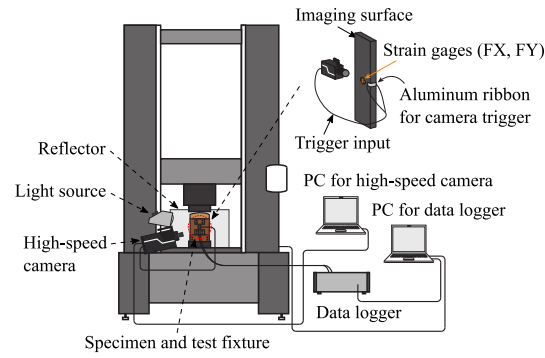 Imaging surface
Strain gages (FX, FY)
Aluminum ribbon
for camera trigger
Trigger input
Reflector
Light source
High-speed
camera
PC for high-speed camera
PC for data logger
Data logger
Specimen and test fixture